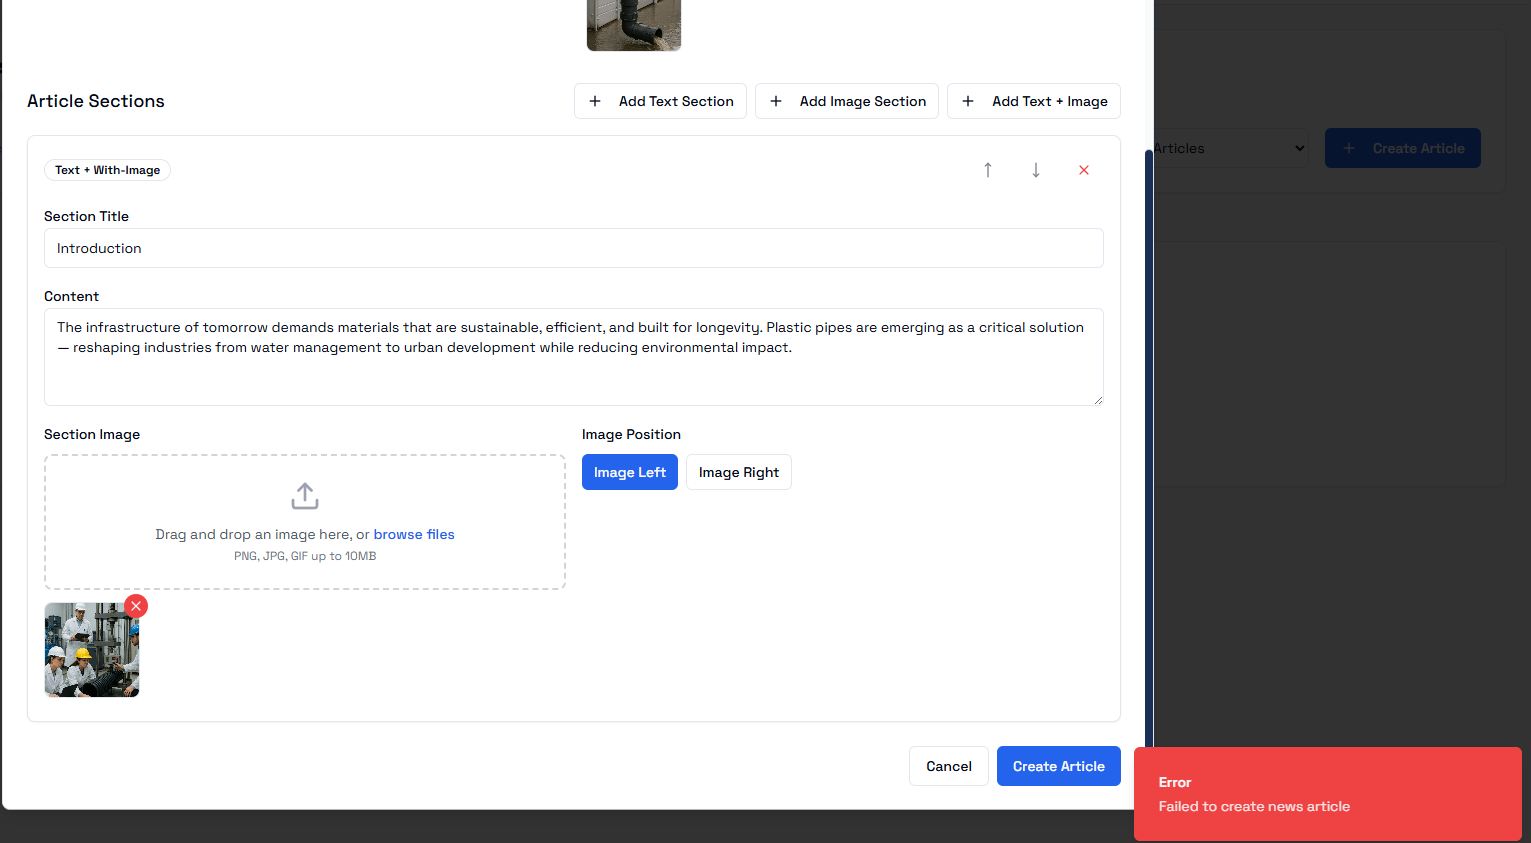 Article Sections
Add Text Section
Add Image Section
Add Text + Image
Articles
Create Article
Text + With-Image
Section Title
Introduction
Content
The infrastructure of tomorrow demands materials that are sustainable, efficient, and built for longevity. Plastic pipes are emerging as a critical solution
— reshaping industries from water management to urban development while reducing environmental impact.
Section Image
Image Position
Image Left
Image Right
Drag and drop an image here, or browse files
PNG, JPG, GIF up to 10MB
Cancel
Create Article
Error
Failed to create news article